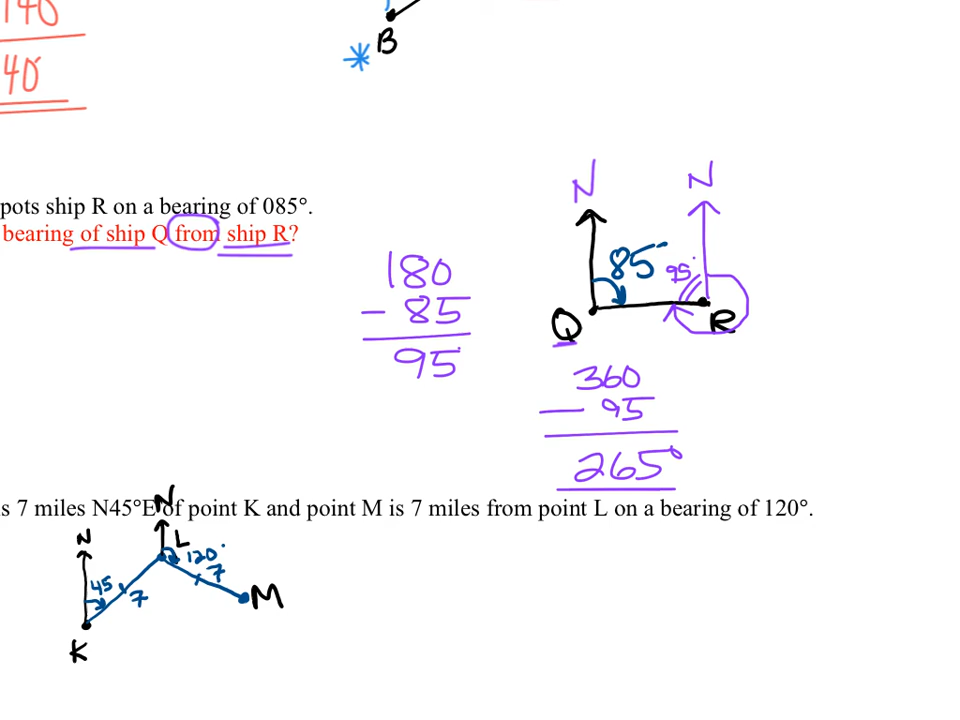 140
40
B
pots ship R on a bearing of 085°.
bearing of ship Q from ship R?
180
- 85
95
N
N
85°
95°
Q
R
360
- 95
265°
is 7 miles N45°E of point K and point M is 7 miles from point L on a bearing of 120°.
N
N
L
120°
45
7
7
M
K